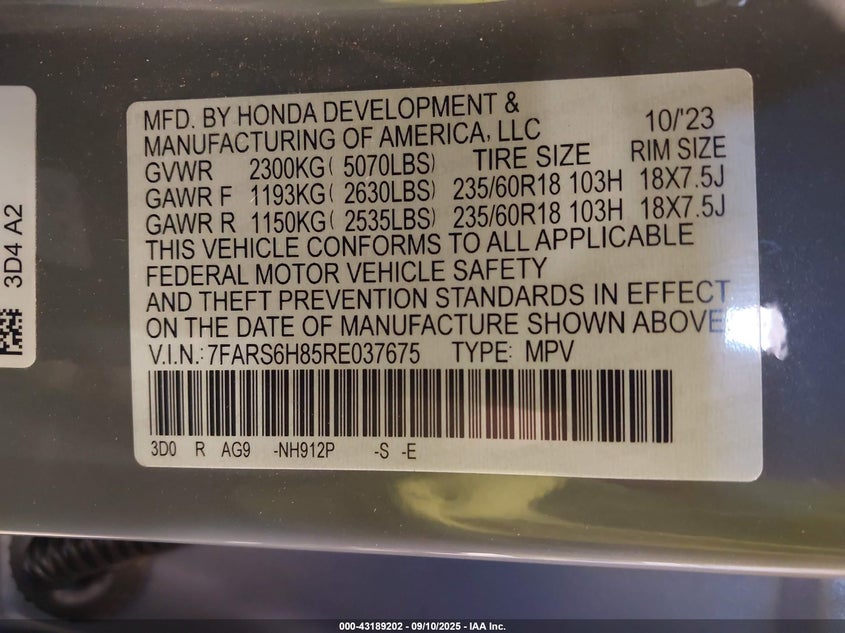 3D4 A2
MFD. BY HONDA DEVELOPMENT &
MANUFACTURING OF AMERICA, LLC 10/'23
GVWR 2300KG( 5070LBS) TIRE SIZE RIM SIZE
GAWR F 1193KG( 2630LBS) 235/60R18 103H 18X7.5J
GAWR R 1150KG( 2535LBS) 235/60R18 103H 18X7.5J
THIS VEHICLE CONFORMS TO ALL APPLICABLE
FEDERAL MOTOR VEHICLE SAFETY
AND THEFT PREVENTION STANDARDS IN EFFECT
ON THE DATE OF MANUFACTURE SHOWN ABOVE
V.I.N.: 7FARS6H85RE037675 TYPE: MPV
3D0 R AG9 -NH912P -S -E
000-43189202 - 09/10/2025 - IAA Inc.